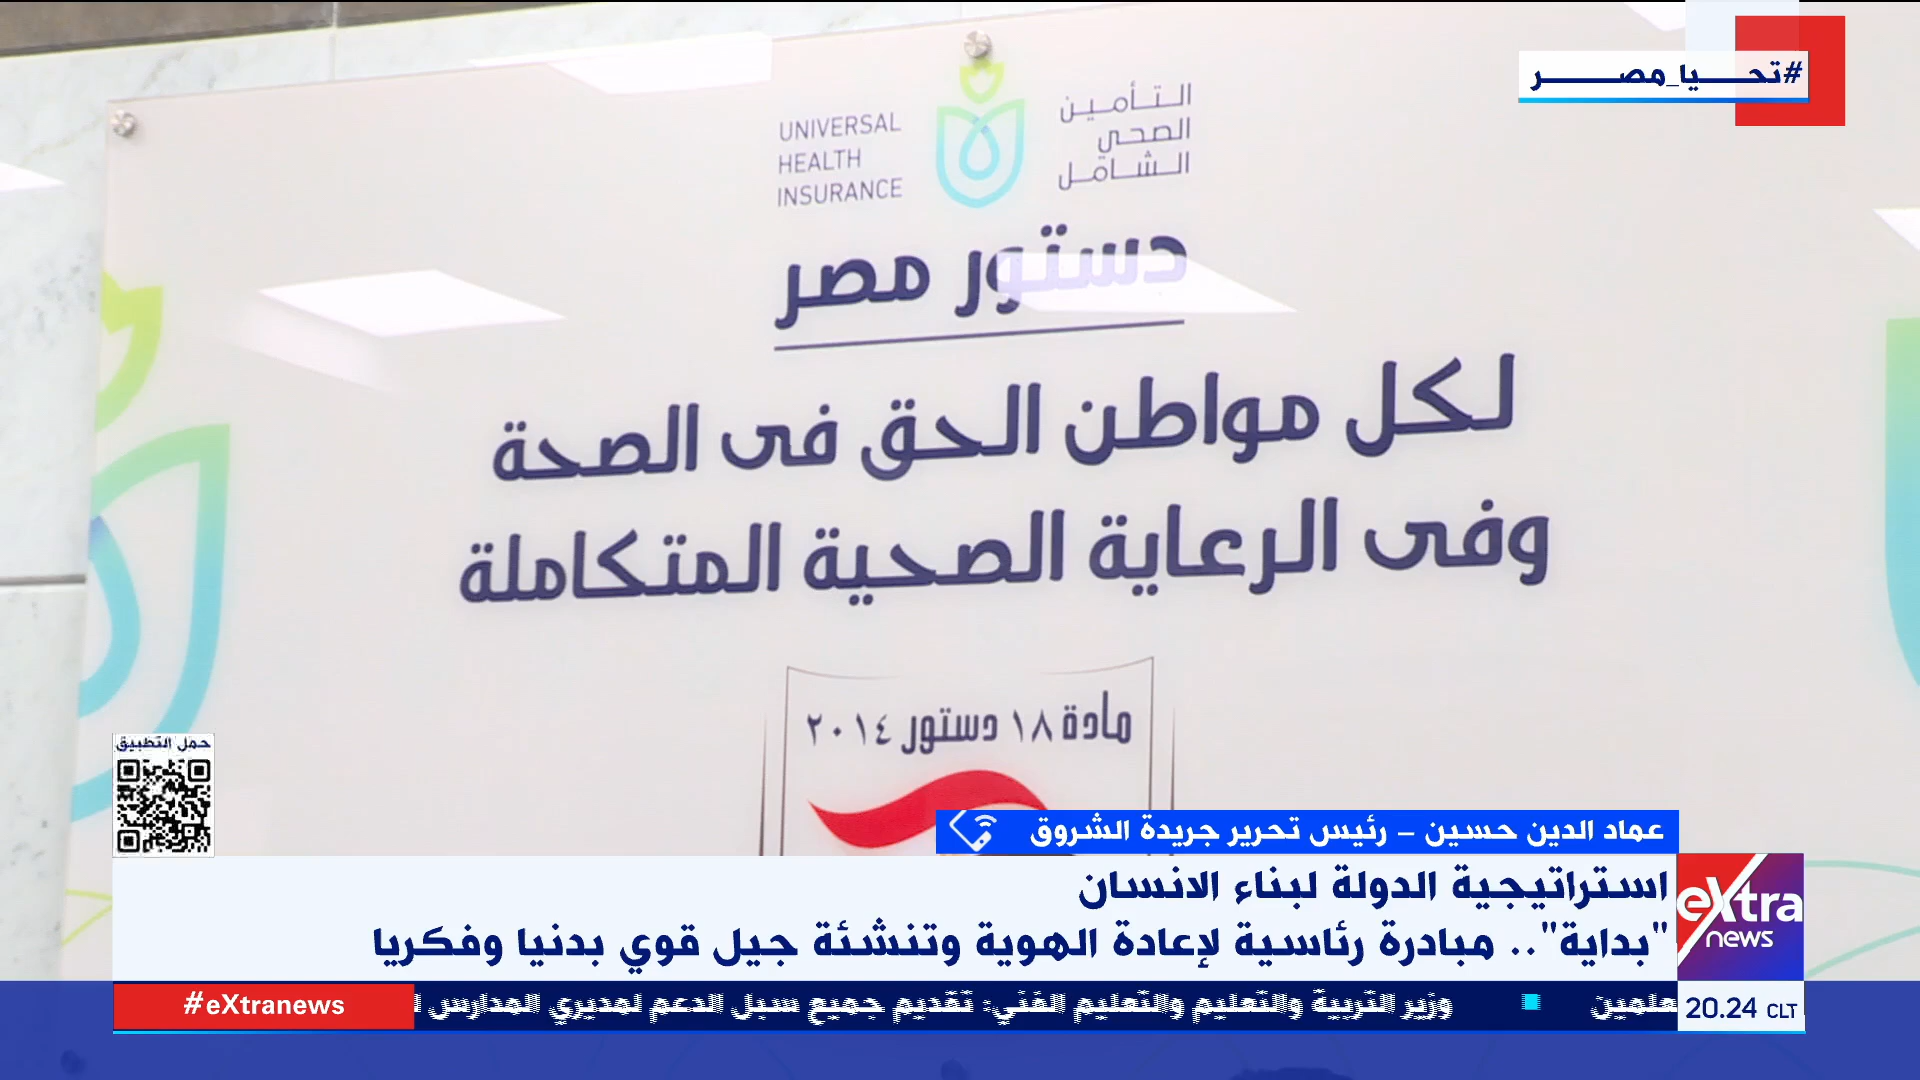 #تحـــيا_مصــــر
UNIVERSAL
HEALTH
INSURANCE
التـأمـيـن
الصحي
الـشـامـل
دستور مصر
لكل مواطن الحق فى الصحة
وفى الرعاية الصحية المتكاملة
مادة ١٨ دستور ٢٠١٤
حمل التطبيق
عماد الدين حسين – رئيس تحرير جريدة الشروق
استراتيجية الدولة لبناء الانسان
"بداية".. مبادرة رئاسية لإعادة الهوية وتنشئة جيل قوي بدنيا وفكريا
eXtra
news
#eXtranews
وزير التربية والتعليم والتعليم الفني: تقديم جميع سبل الدعم لمديري المدارس
20.24 CLT